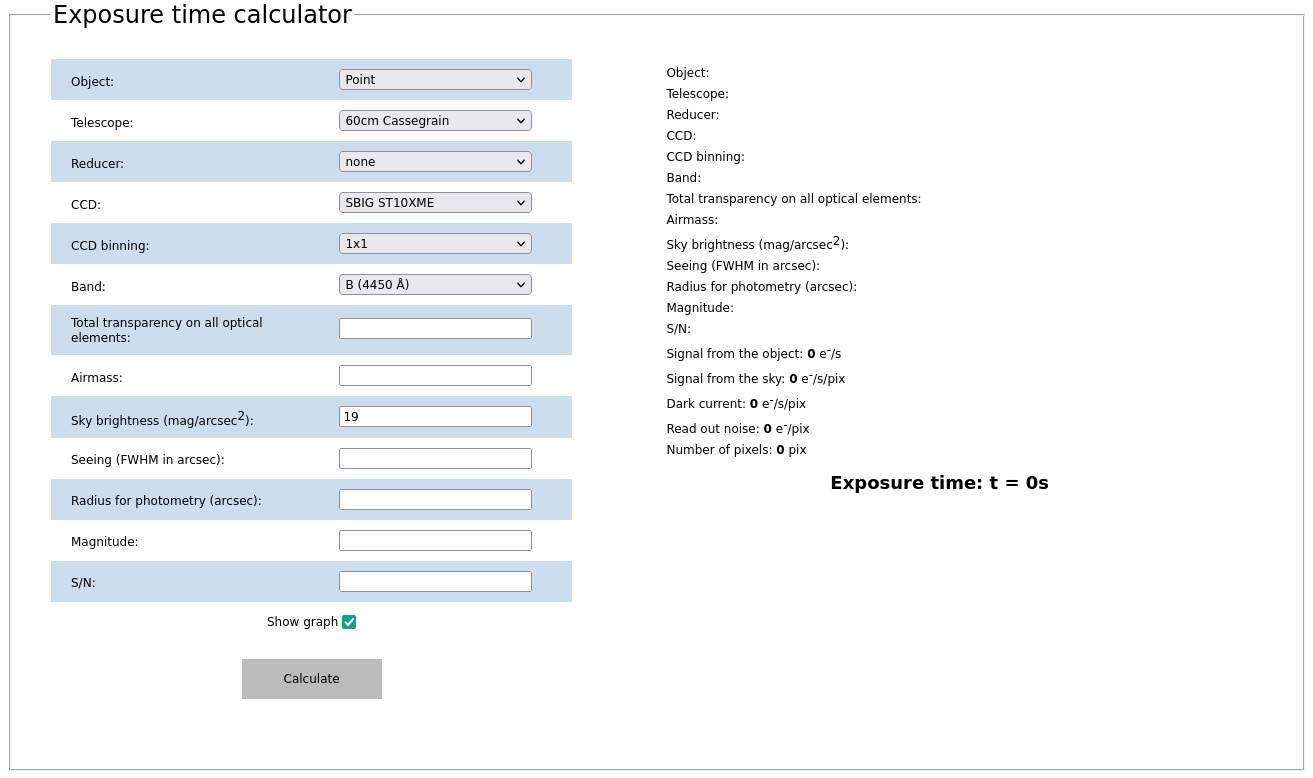 Exposure time calculator
Object: Point
Telescope: 60cm Cassegrain
Reducer: none
CCD: SBIG ST10XME
CCD binning: 1x1
Band: B (4450 Å)
Total transparency on all optical
elements:
Airmass:
Sky brightness (mag/arcsec2): 19
Seeing (FWHM in arcsec):
Radius for photometry (arcsec):
Magnitude:
S/N:
Show graph
Calculate
Object:
Telescope:
Reducer:
CCD:
CCD binning:
Band:
Total transparency on all optical elements:
Airmass:
Sky brightness (mag/arcsec2):
Seeing (FWHM in arcsec):
Radius for photometry (arcsec):
Magnitude:
S/N:
Signal from the object: 0 e-/s
Signal from the sky: 0 e-/s/pix
Dark current: 0 e-/s/pix
Read out noise: 0 e-/pix
Number of pixels: 0 pix
Exposure time: t = 0s